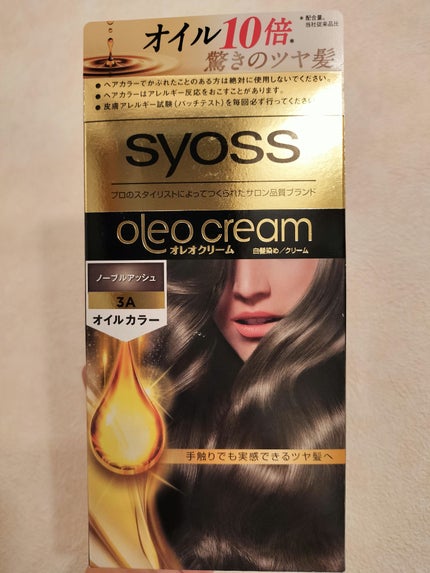 オイル10倍*
*配合量。
当社従来品比
驚きのツヤ髪
● ヘアカラーでかぶれたことのある方は絶対に使用しないでください。
● ヘアカラーはアレルギー反応をおこすことがあります。
● 皮膚アレルギー試験(パッチテスト)を毎回必ず行ってください
syoss
プロのスタイリストによってつくられたサロン品質ブランド
oleo cream
オレオクリーム 白髪染め/クリーム
ノーブルアッシュ
3A
オイルカラー
手触りでも実感できるツヤ髪へ